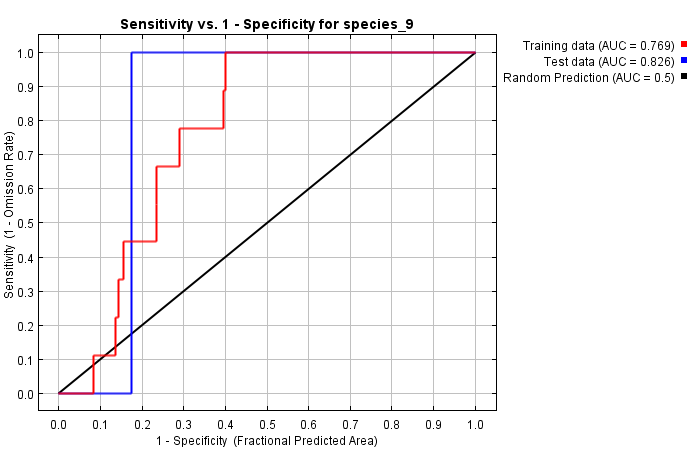 Sensitivity vs. 1 - Specificity for species_9
Training data (AUC = 0.769)
Test data (AUC = 0.826)
Random Prediction (AUC = 0.5)
Sensitivity (1 - Omission Rate)
1.0
0.9
0.8
0.7
0.6
0.5
0.4
0.3
0.2
0.1
0.0
0.0 0.1 0.2 0.3 0.4 0.5 0.6 0.7 0.8 0.9 1.0
1 - Specificity (Fractional Predicted Area)